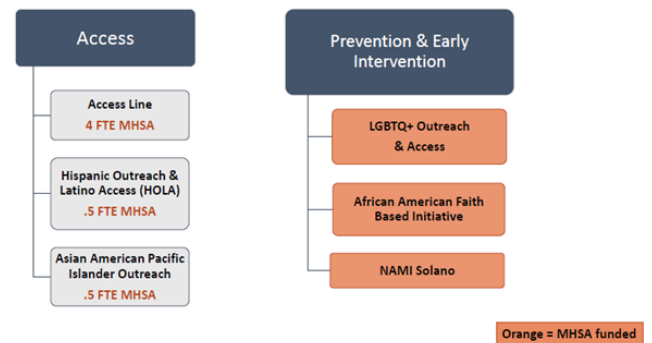 Access
Access Line
4 FTE MHSA
Hispanic Outreach &
Latino Access (HOLA)
.5 FTE MHSA
Asian American Pacific
Islander Outreach
.5 FTE MHSA
Prevention & Early
Intervention
LGBTQ+ Outreach
& Access
African American Faith
Based Initiative
NAMI Solano
Orange = MHSA funded